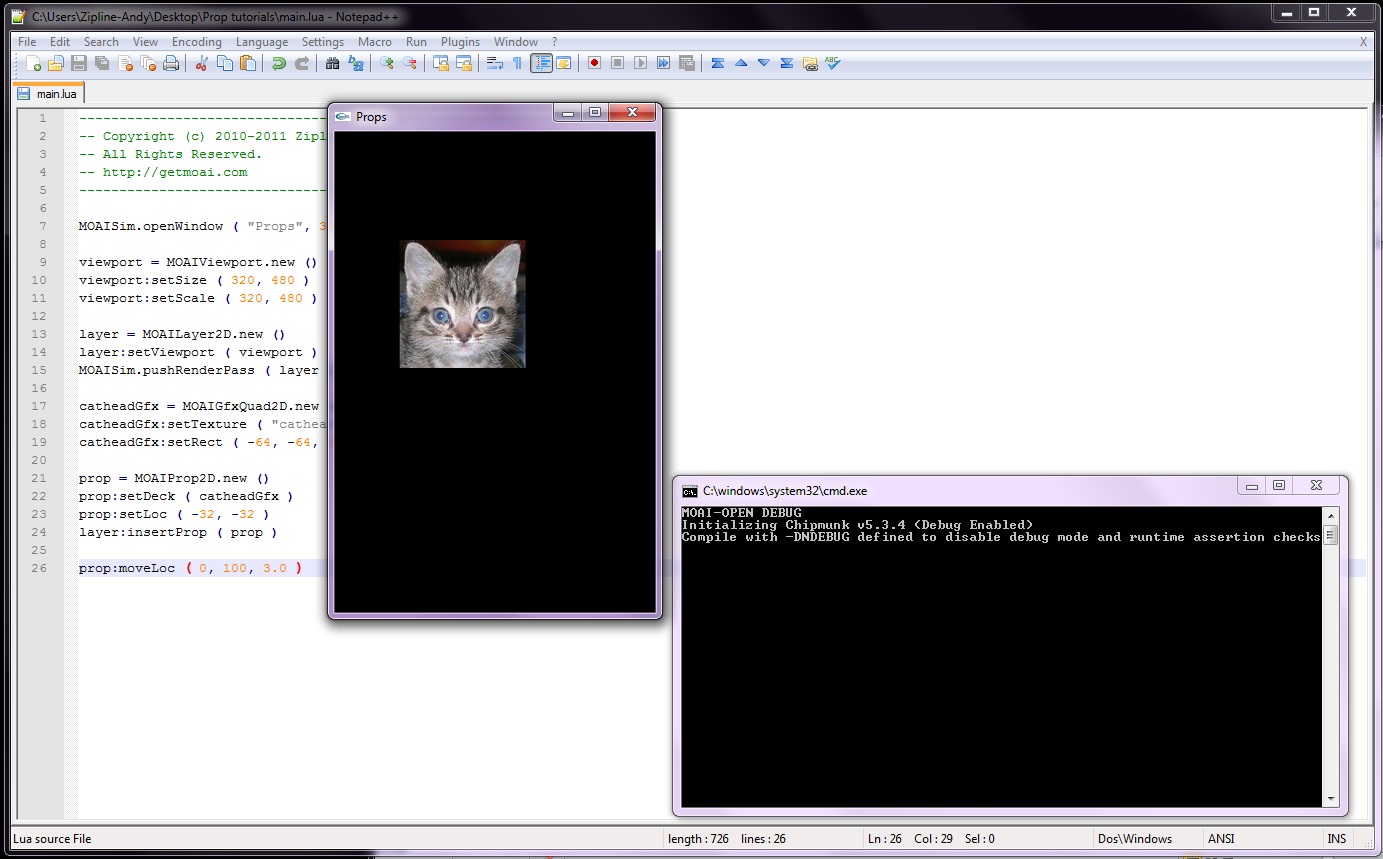 C:\Users\Zipline-Andy\Desktop\Prop tutorials\main.lua - Notepad++
File Edit Search View Encoding Language Settings Macro Run Plugins Window ? X
main.lua
1 --------------------------------
2 -- Copyright (c) 2010-2011 Zipl
3 -- All Rights Reserved.
4 -- http://getmoai.com
5 --------------------------------
6
7 MOAISim.openWindow ( "Props", 3
8
9 viewport = MOAIViewport.new ()
10 viewport:setSize ( 320, 480 )
11 viewport:setScale ( 320, 480 )
12
13 layer = MOAILayer2D.new ()
14 layer:setViewport ( viewport )
15 MOAISim.pushRenderPass ( layer
16
17 catheadGfx = MOAIGfxQuad2D.new
18 catheadGfx:setTexture ( "cathea
19 catheadGfx:setRect ( -64, -64,
20
21 prop = MOAIProp2D.new ()
22 prop:setDeck ( catheadGfx )
23 prop:setLoc ( -32, -32 )
24 layer:insertProp ( prop )
25
26 prop:moveLoc ( 0, 100, 3.0 )
Props
C:\windows\system32\cmd.exe
MOAI-OPEN DEBUG
Initializing Chipmunk v5.3.4 (Debug Enabled)
Compile with -DNDEBUG defined to disable debug mode and runtime assertion checks
Lua source File length : 726 lines : 26 Ln : 26 Col : 29 Sel : 0 Dos\Windows ANSI INS